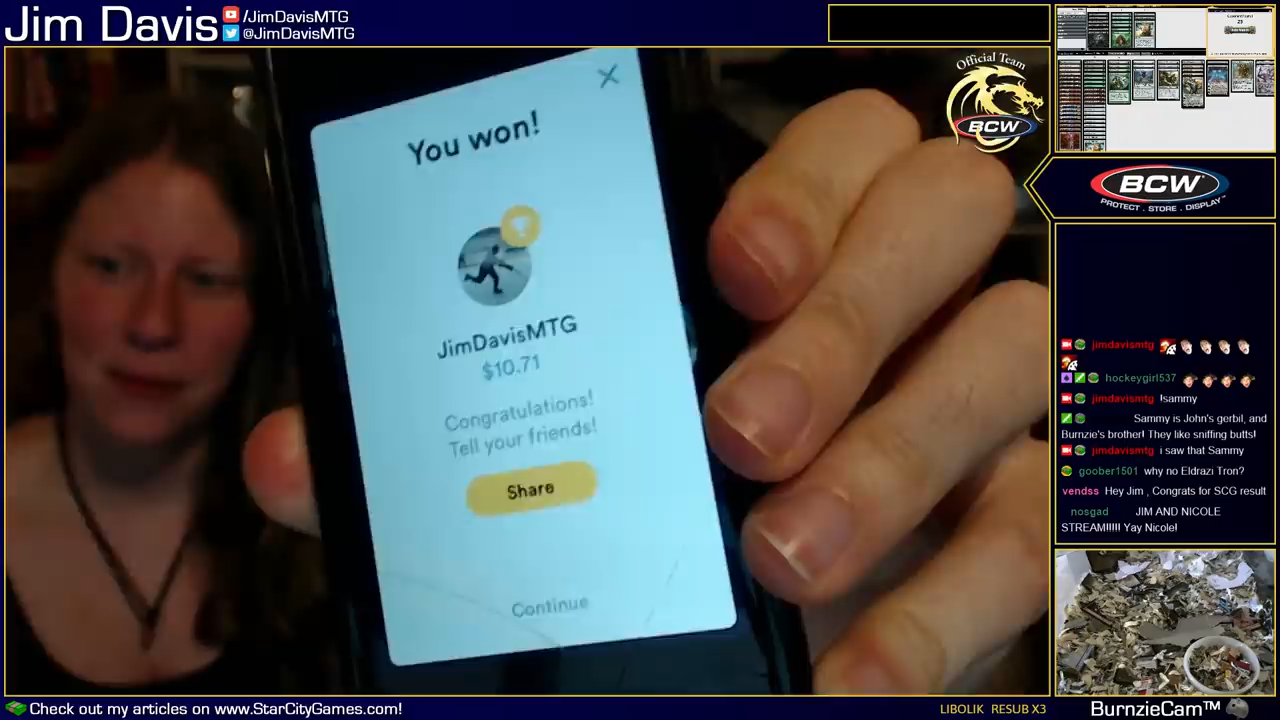 Jim Davis
/JimDavisMTG
@JimDavisMTG
Official Team
BCW
BCW
PROTECT . STORE . DISPLAY™
You won!
JimDavisMTG
$10.71
Congratulations!
Tell your friends!
Share
Continue
jimdavismtg
hockeygirl537
jimdavismtg !sammy
Sammy is John's gerbil, and
Burnzie's brother! They like sniffing butts!
jimdavismtg i saw that Sammy
goober1501 why no Eldrazi Tron?
vendss Hey Jim , Congrats for SCG result
nosgad JIM AND NICOLE
STREAM!!!!! Yay Nicole!
Check out my articles on www.StarCityGames.com!
LIBOLIK RESUB X3
BurnzieCam™